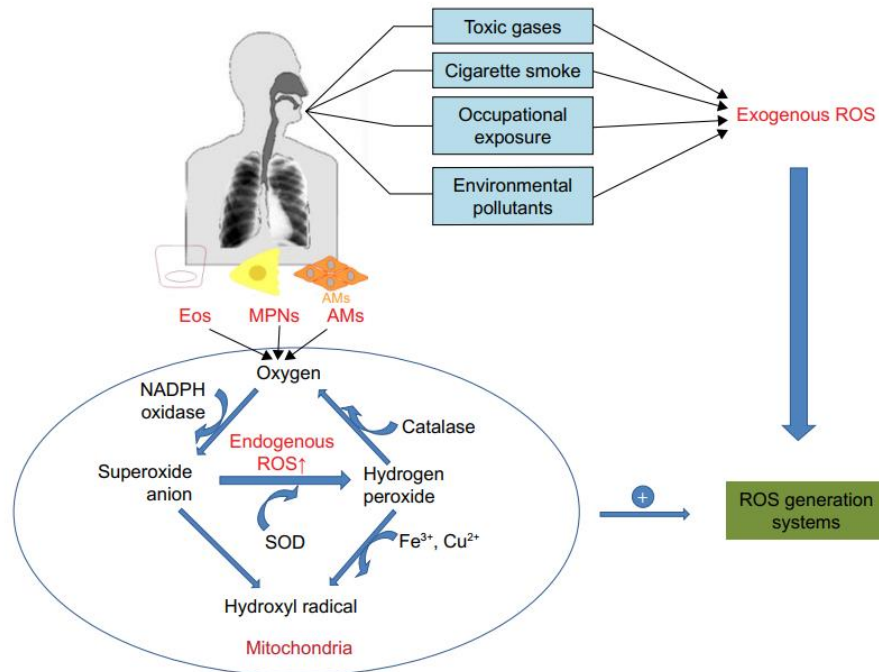 Toxic gases
Cigarette smoke
Occupational
exposure
Environmental
pollutants
Exogenous ROS
AMs
Eos
MPNs
AMs
Oxygen
NADPH
oxidase
Catalase
Endogenous
ROS↑
Superoxide
anion
Hydrogen
peroxide
SOD
Fe³⁺, Cu²⁺
Hydroxyl radical
Mitochondria
+
ROS generation
systems